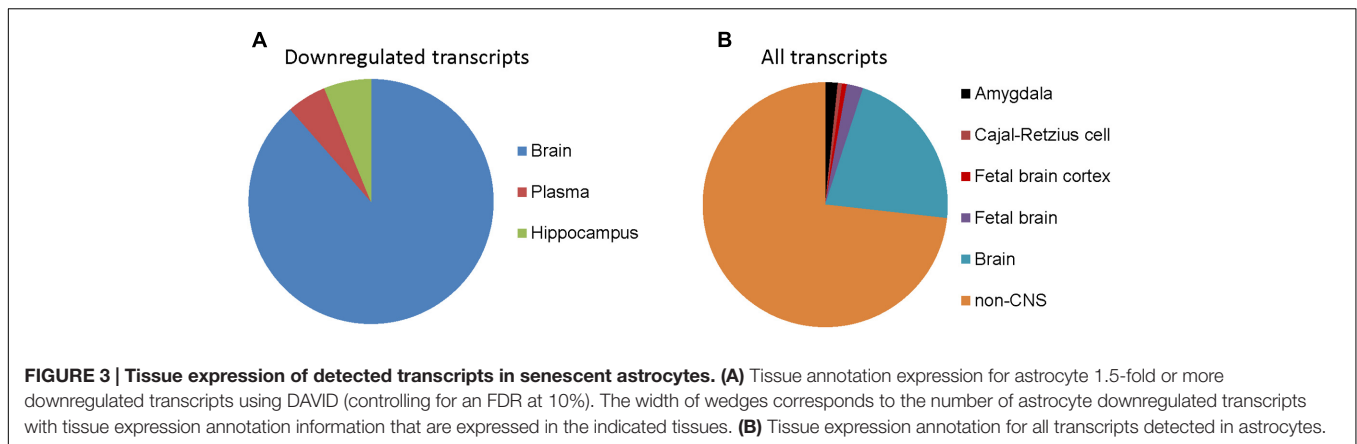 A
Downregulated transcripts
Brain
Plasma
Hippocampus
B
All transcripts
Amygdala
Cajal-Retzius cell
Fetal brain cortex
Fetal brain
Brain
non-CNS
FIGURE 3 | Tissue expression of detected transcripts in senescent astrocytes. (A) Tissue annotation expression for astrocyte 1.5-fold or more
downregulated transcripts using DAVID (controlling for an FDR at 10%). The width of wedges corresponds to the number of astrocyte downregulated transcripts
with tissue expression annotation information that are expressed in the indicated tissues. (B) Tissue expression annotation for all transcripts detected in astrocytes.